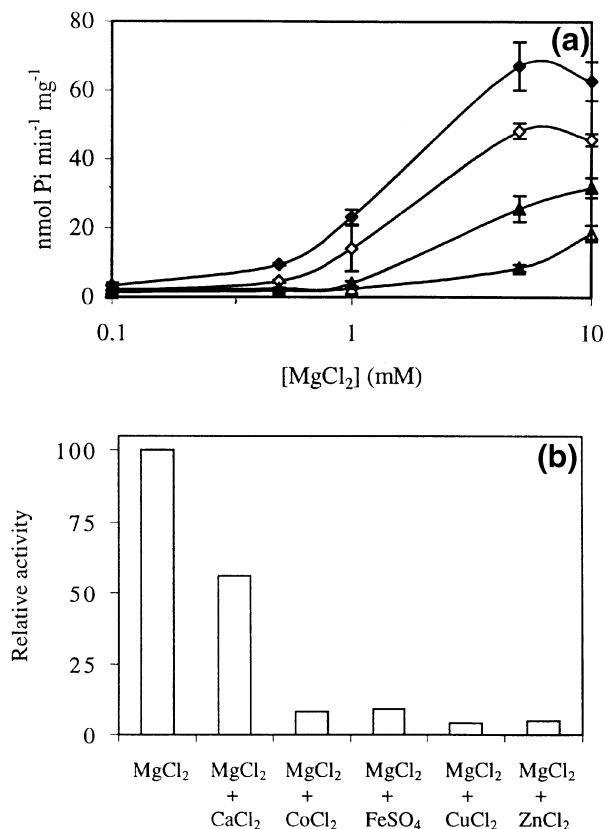 (a)
80
60
40
20
0
nmol Pi min⁻¹ mg⁻¹
0.1 1 10
[MgCl₂] (mM)
(b)
100
75
50
25
0
Relative activity
MgCl₂ MgCl₂ MgCl₂ MgCl₂ MgCl₂ MgCl₂
+ + + + +
CaCl₂ CoCl₂ FeSO₄ CuCl₂ ZnCl₂